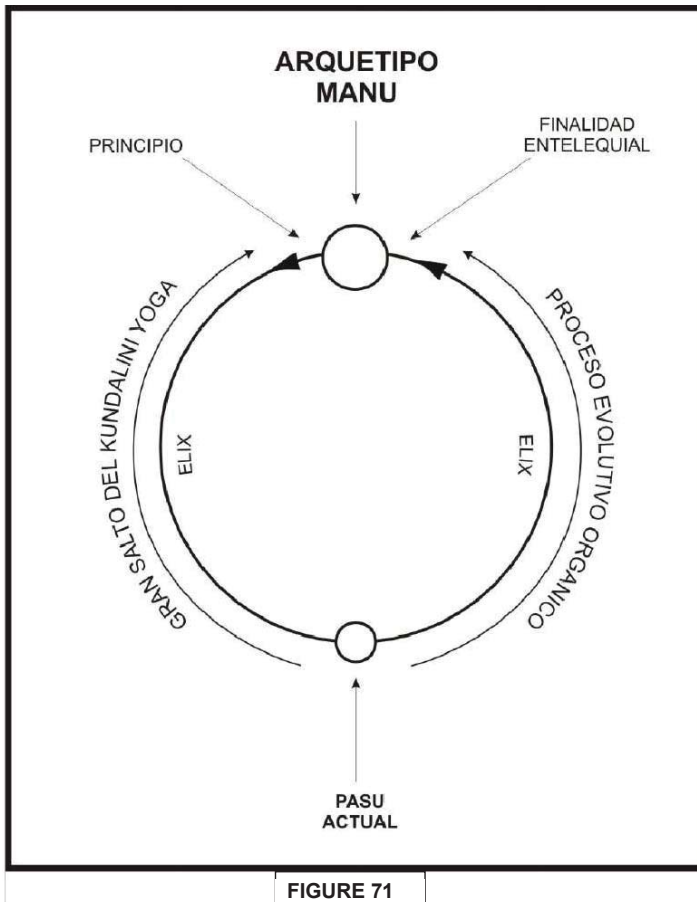 ARQUETIPO
MANU
PRINCIPIO
FINALIDAD
ENTELEQUIAL
GRAN SALTO DEL KUNDALINI YOGA
ELIX
ELIX
PROCESO EVOLUTIVO ORGANICO
PASU
ACTUAL
FIGURE 71